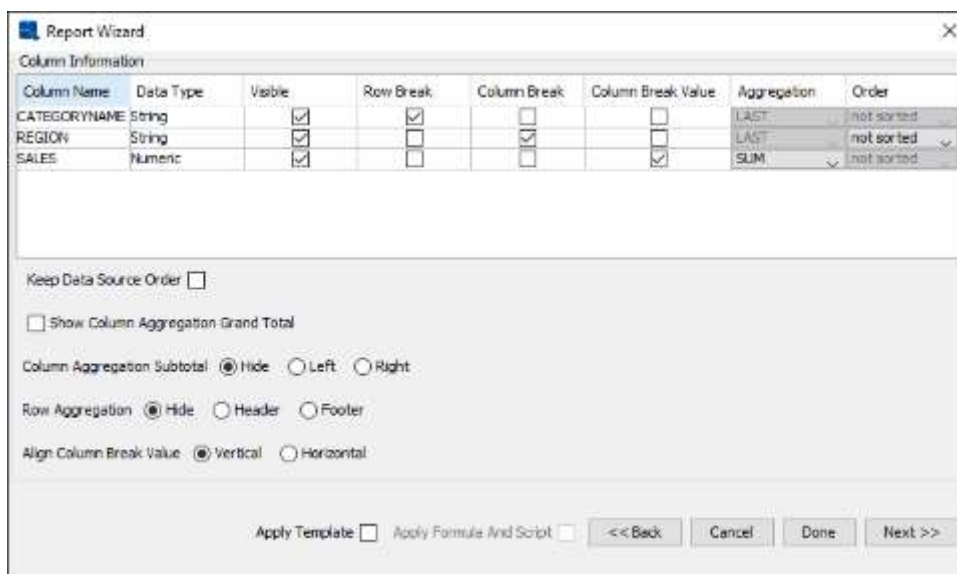 Report Wizard
Column Information
Column Name Data Type Visible Row Break Column Break Column Break Value Aggregation Order
CATEGORYNAME String LAST not sorted
REGION String LAST not sorted
SALES Numeric SUM not sorted
Keep Data Source Order
Show Column Aggregation Grand Total
Column Aggregation Subtotal Hide Left Right
Row Aggregation Hide Header Footer
Align Column Break Value Vertical Horizontal
Apply Template Apply Formula And Script <<Back Cancel Done Next >>